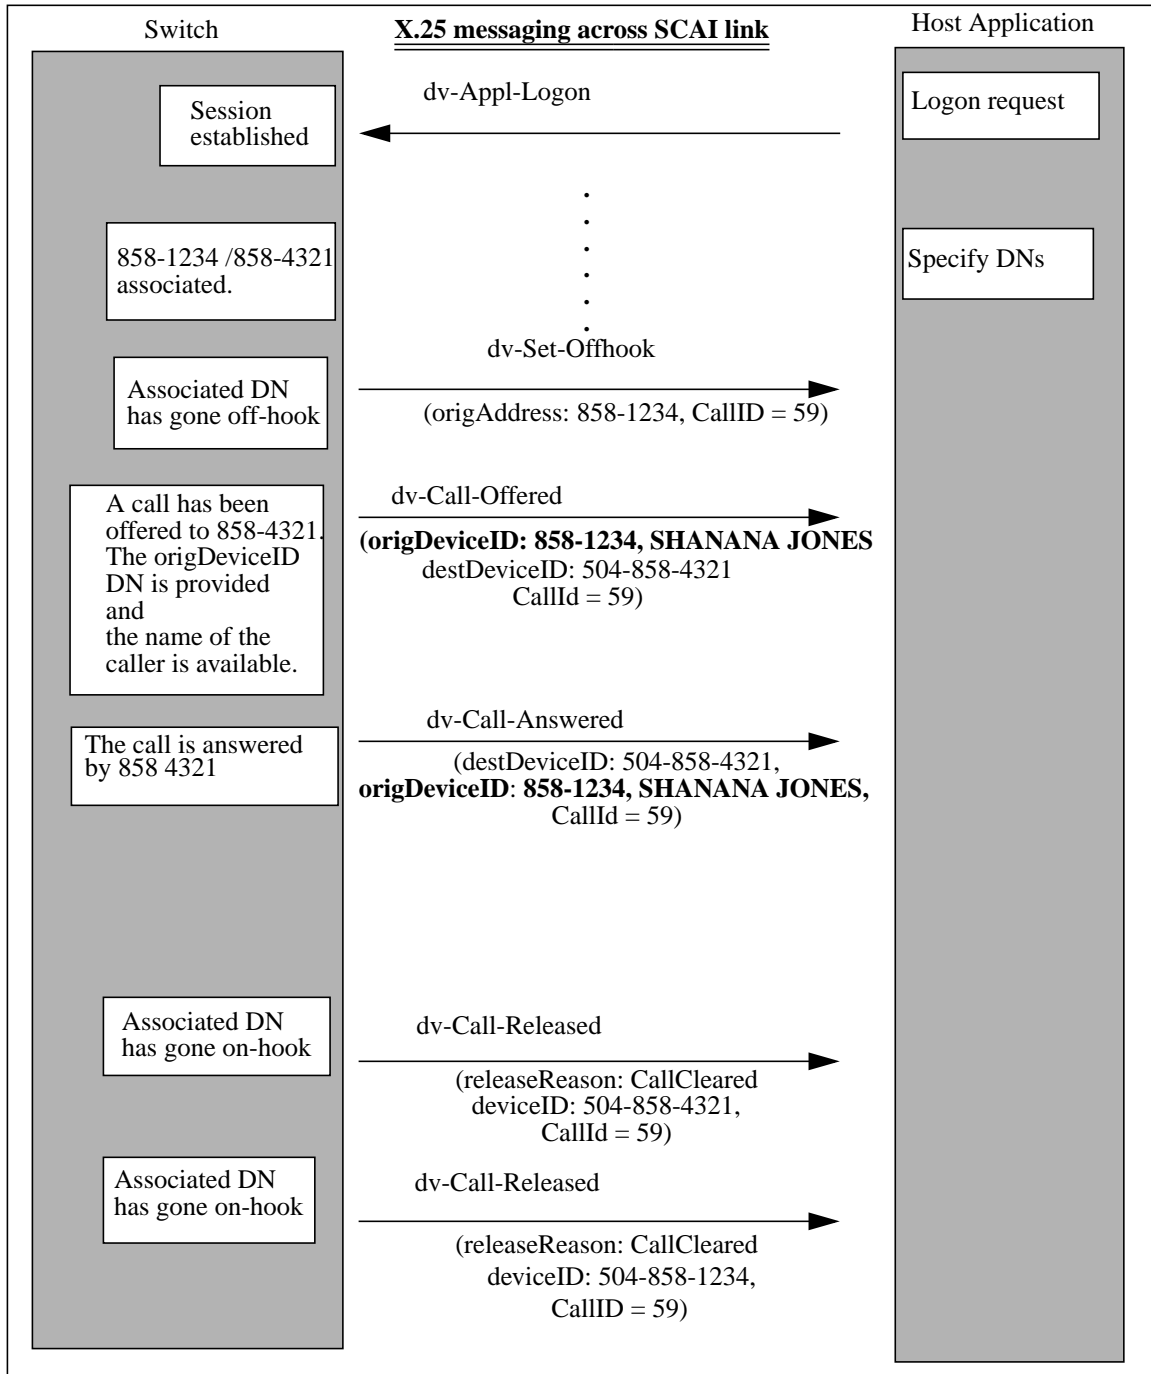 Switch
X.25 messaging across SCAI link
Host Application
dv-Appl-Logon
Session
established
Logon request
858-1234 /858-4321
associated.
Specify DNs
dv-Set-Offhook
Associated DN
has gone off-hook
(origAddress: 858-1234, CallID = 59)
A call has been
offered to 858-4321.
The origDeviceID
DN is provided
and
the name of the
caller is available.
dv-Call-Offered
(origDeviceID: 858-1234, SHANANA JONES
destDeviceID: 504-858-4321
CallId = 59)
The call is answered
by 858 4321
dv-Call-Answered
(destDeviceID: 504-858-4321,
origDeviceID: 858-1234, SHANANA JONES,
CallId = 59)
Associated DN
has gone on-hook
dv-Call-Released
(releaseReason: CallCleared
deviceID: 504-858-4321,
CallId = 59)
Associated DN
has gone on-hook
dv-Call-Released
(releaseReason: CallCleared
deviceID: 504-858-1234,
CallID = 59)